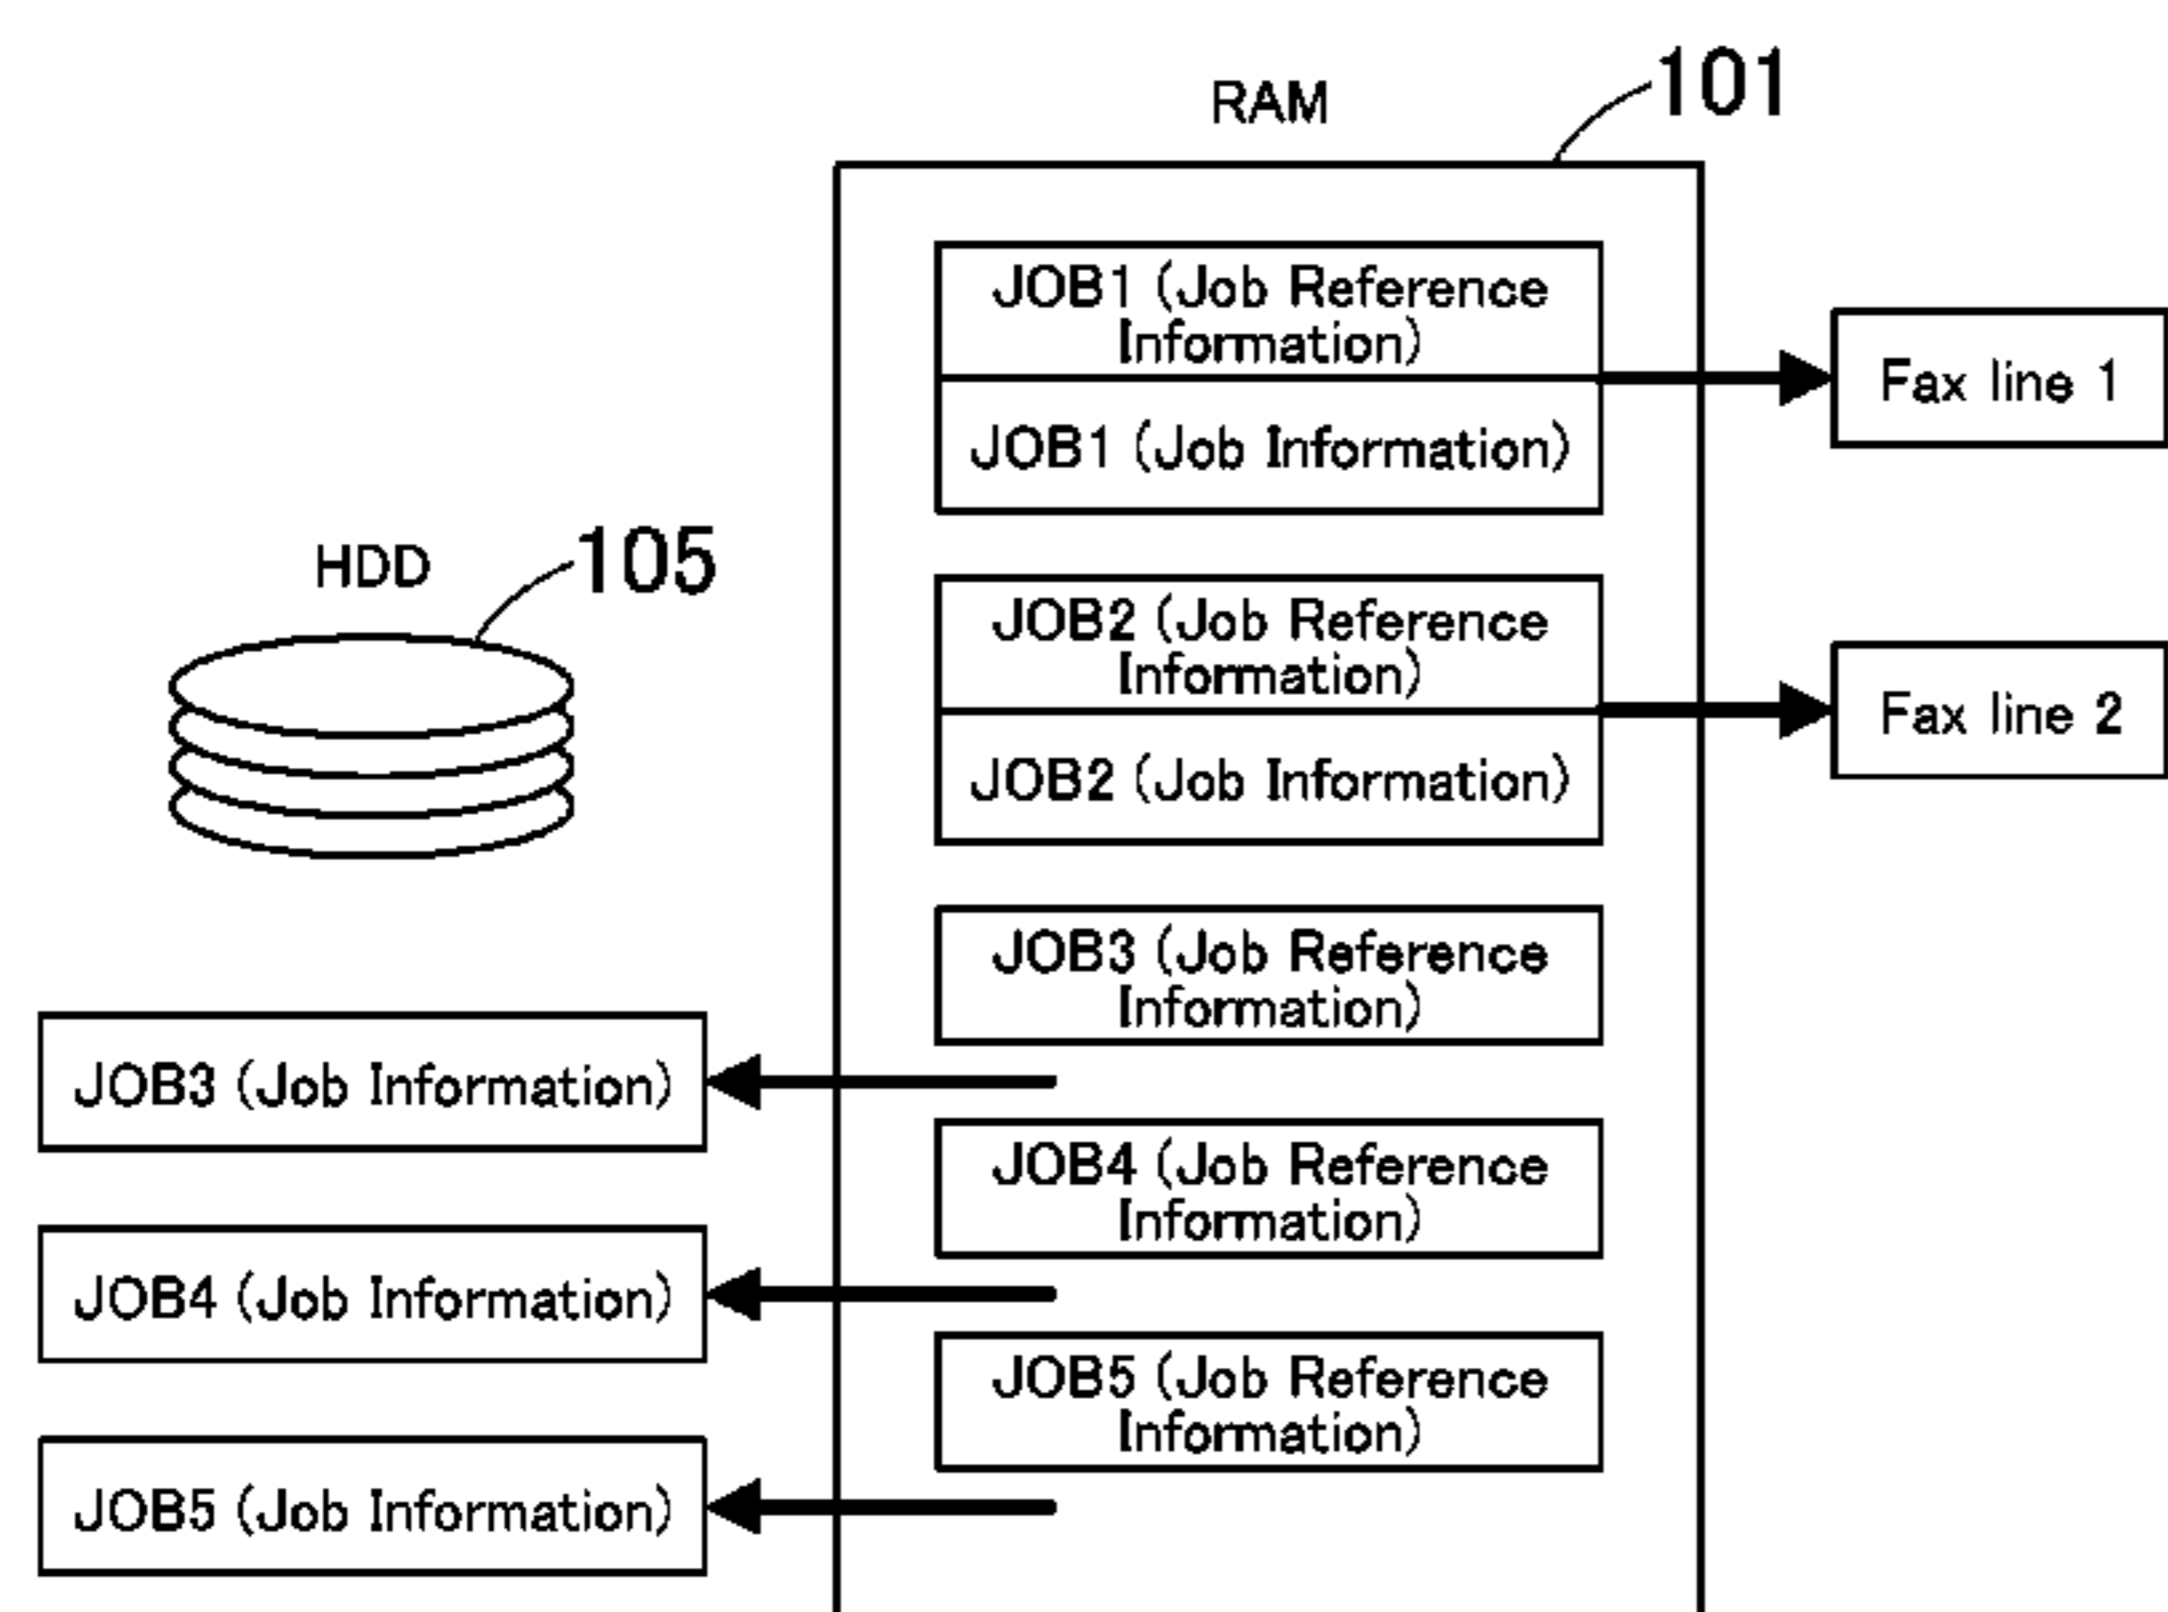 RAM
101
JOB1 (Job Reference
Information)
JOB1 (Job Information)
Fax line 1
HDD
105
JOB2 (Job Reference
Information)
JOB2 (Job Information)
Fax line 2
JOB3 (Job Reference
Information)
JOB3 (Job Information)
JOB4 (Job Reference
Information)
JOB4 (Job Information)
JOB5 (Job Reference
Information)
JOB5 (Job Information)